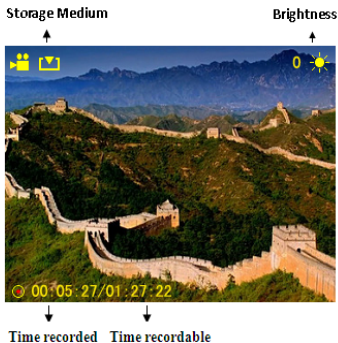 Storage Medium
Brightness
0
00:05:27/01:27:22
Time recorded
Time recordable